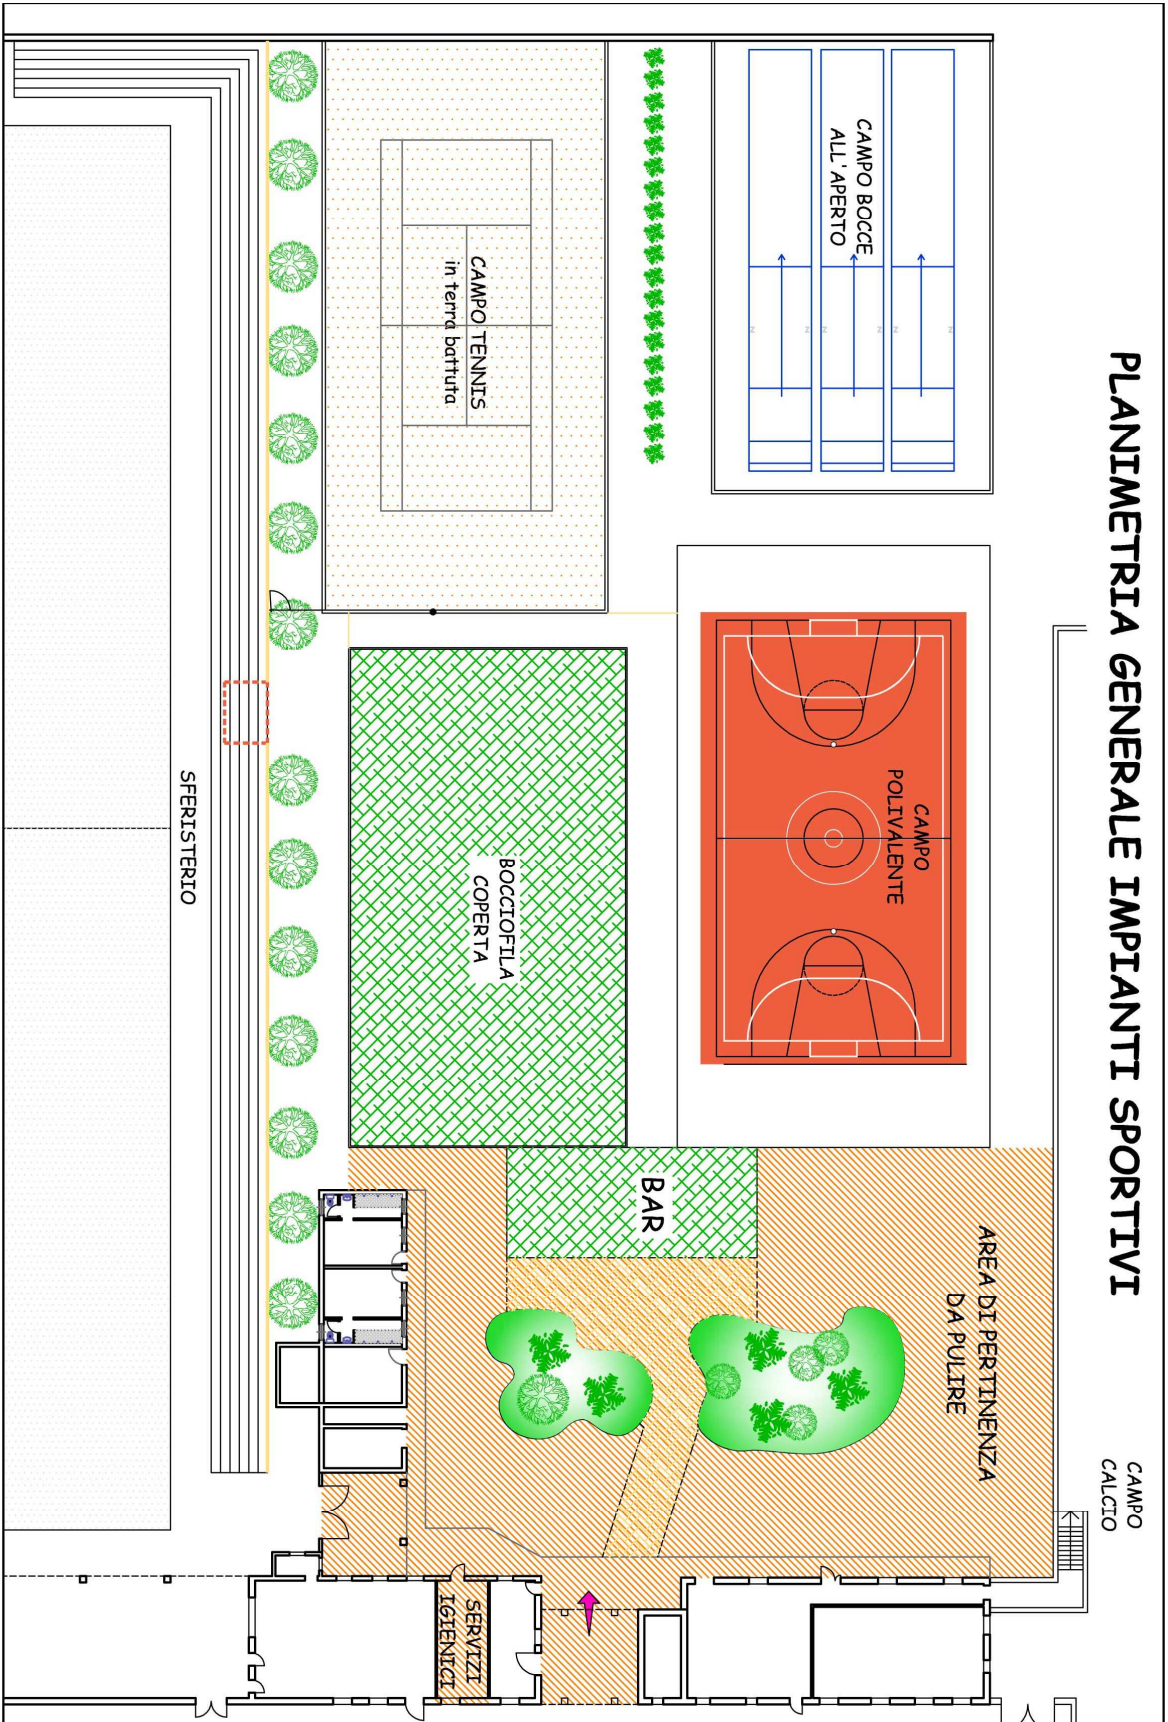 PLANIMETRIA GENERALE IMPIANTI SPORTIVI
CAMPO
CALCIO
CAMPO BOCCE
ALL' APERTO
CAMPO
POLIVALENTE
AREA DI PERTINENZA
DA PULIRE
CAMPO TENNIS
in terra battuta
BOCCIOFILA
COPERTA
BAR
SERVIZI
IGIENICI
SFERISTERIO